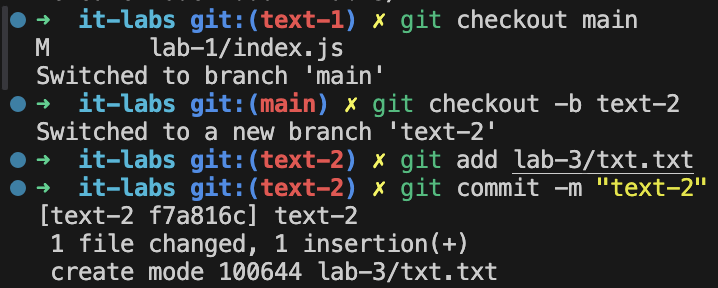 ➜  it-labs git:(text-1) ✗ git checkout main
M       lab-1/index.js
Switched to branch 'main'
➜  it-labs git:(main) ✗ git checkout -b text-2
Switched to a new branch 'text-2'
➜  it-labs git:(text-2) ✗ git add lab-3/txt.txt
➜  it-labs git:(text-2) ✗ git commit -m "text-2"
[text-2 f7a816c] text-2
 1 file changed, 1 insertion(+)
 create mode 100644 lab-3/txt.txt